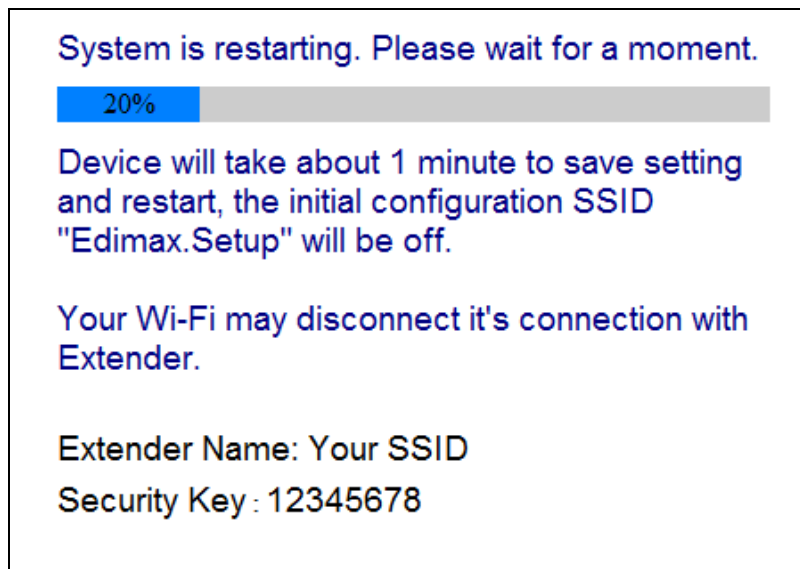 System is restarting. Please wait for a moment.
20%
Device will take about 1 minute to save setting
and restart, the initial configuration SSID
"Edimax.Setup" will be off.
Your Wi-Fi may disconnect it's connection with
Extender.
Extender Name: Your SSID
Security Key : 12345678